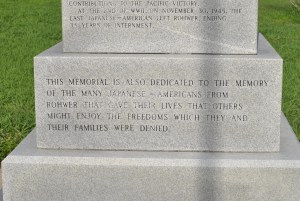 CONTRIBUTIONS TO THE PACIFIC VICTORY.
AT THE END OF WWII, ON NOVEMBER 30, 1945, THE
LAST JAPANESE-AMERICAN LEFT ROHWER ENDING
3 YEARS OF INTERNMENT.
THIS MEMORIAL IS ALSO DEDICATED TO THE MEMORY
OF THE MANY JAPANESE-AMERICANS FROM
ROHWER THAT GAVE THEIR LIVES THAT OTHERS
MIGHT ENJOY THE FREEDOMS WHICH THEY AND
THEIR FAMILIES WERE DENIED.